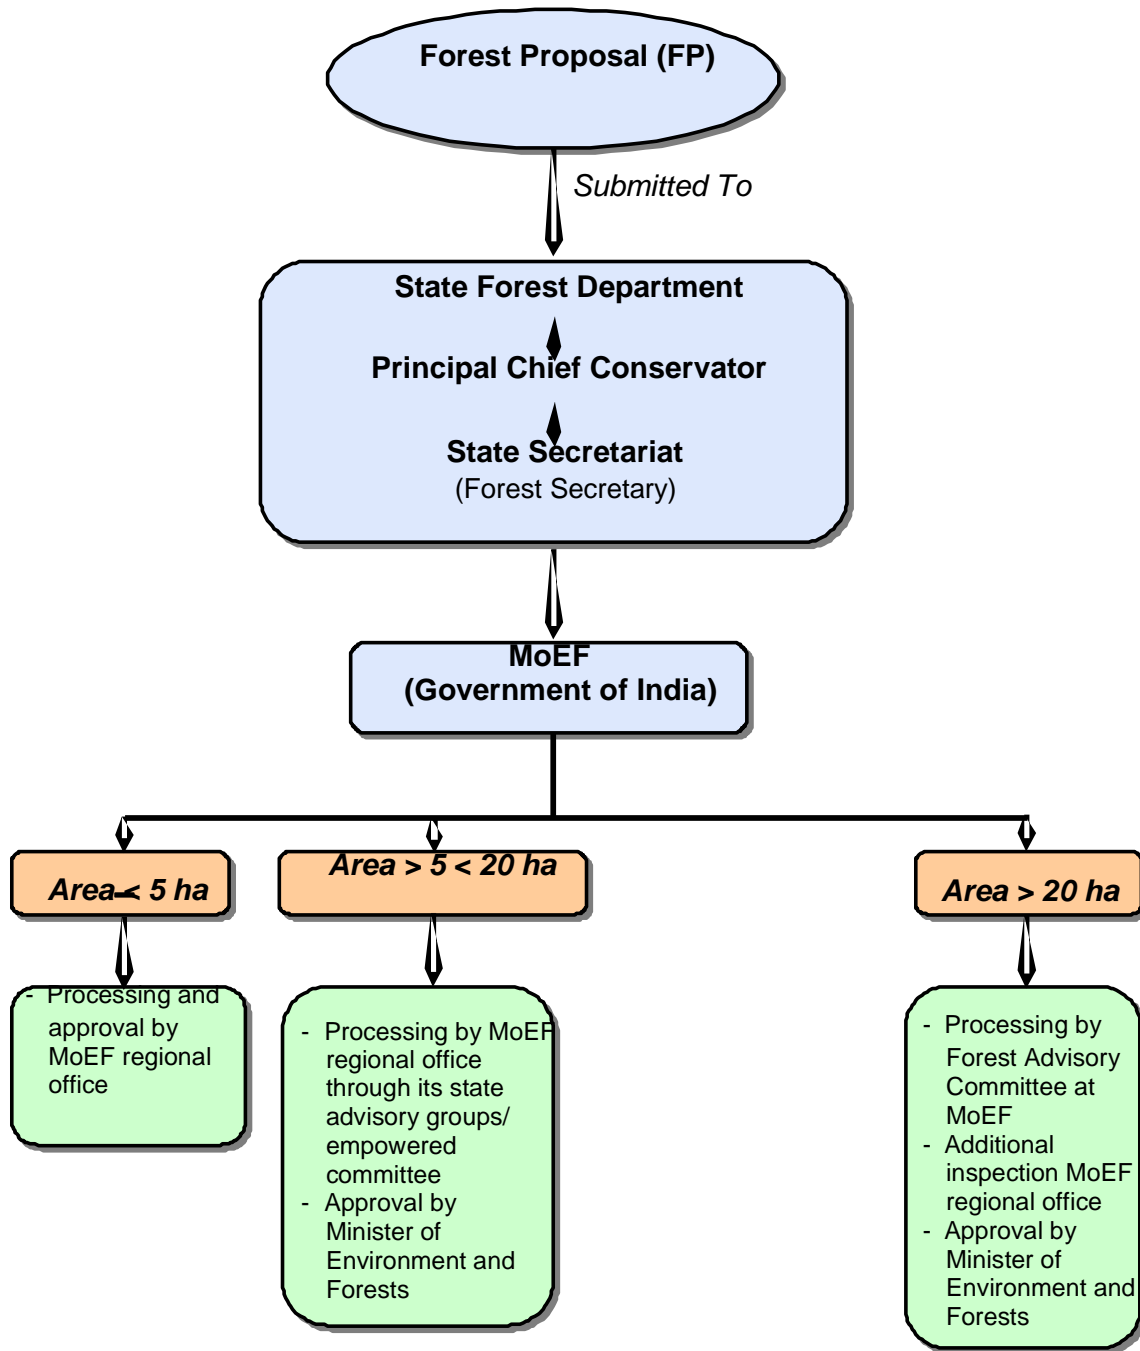 Forest Proposal (FP)
Submitted To
State Forest Department
Principal Chief Conservator
State Secretariat
(Forest Secretary)
MoEF
(Government of India)
Area < 5 ha
Area > 5 < 20 ha
Area > 20 ha
- Processing and
approval by
MoEF regional
office
- Processing by MoEF
regional office
through its state
advisory groups/
empowered
committee
- Approval by
Minister of
Environment and
Forests
- Processing by
Forest Advisory
Committee at
MoEF
- Additional
inspection MoEF
regional office
- Approval by
Minister of
Environment and
Forests